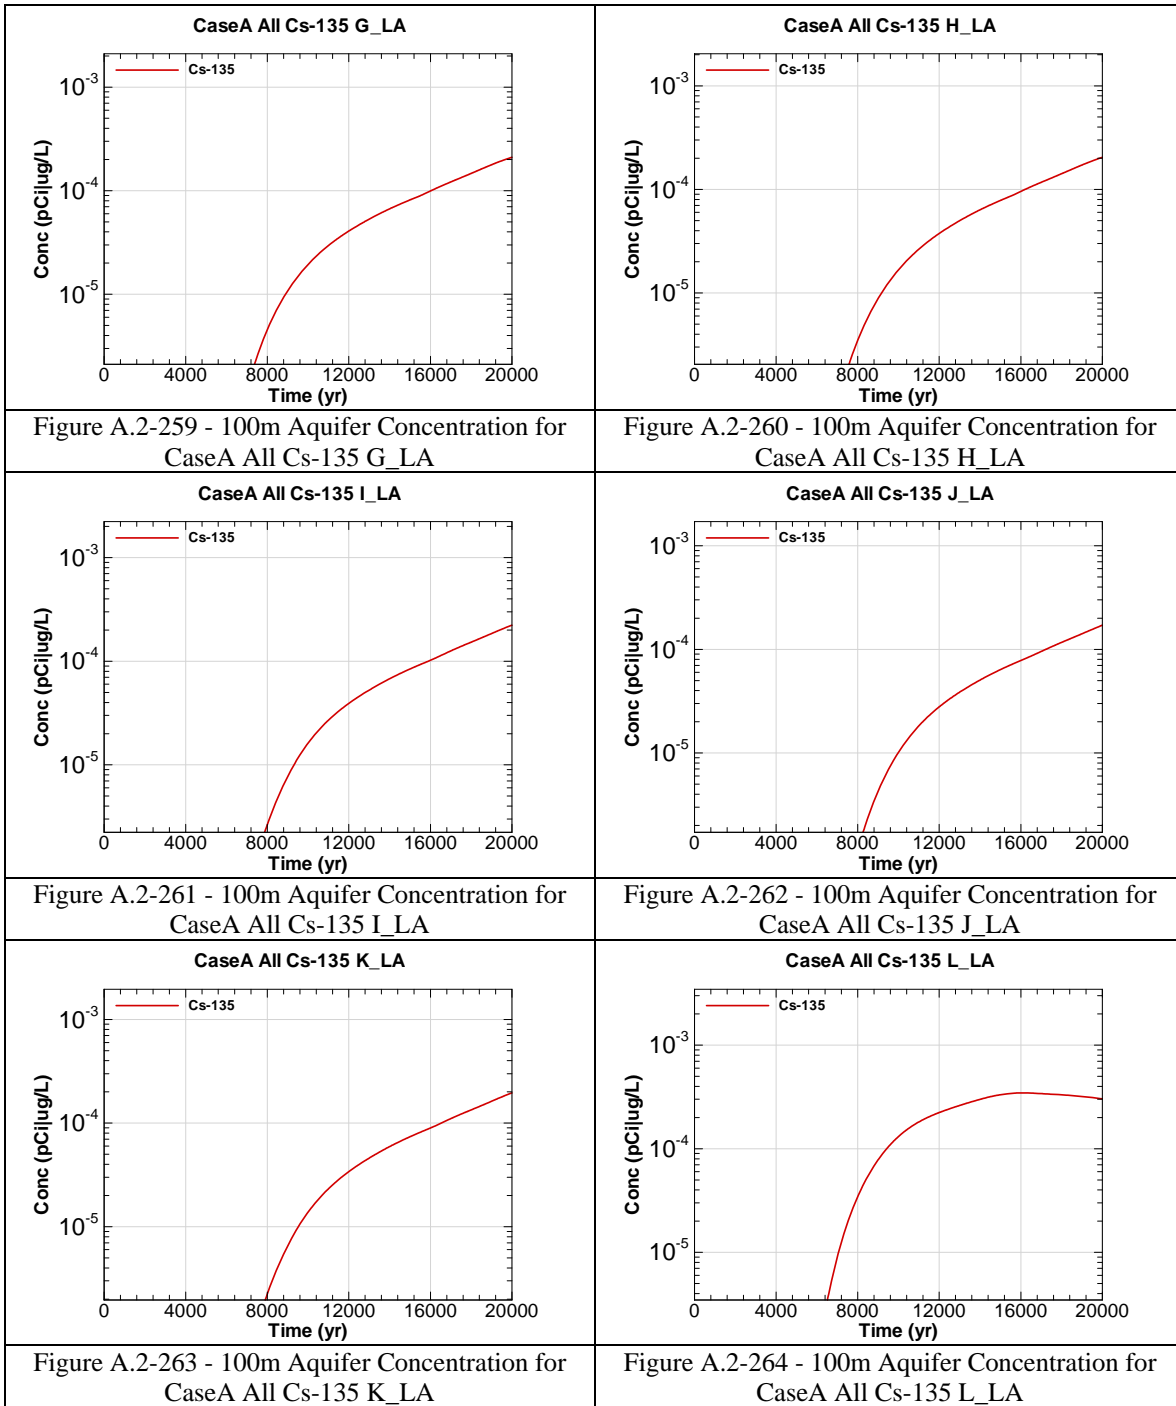 CaseA All Cs-135 G_LA
Cs-135
10-3
10-4
10-5
Conc (pCi|ug/L)
0 4000 8000 12000 16000 20000
Time (yr)
Figure A.2-259 - 100m Aquifer Concentration for
CaseA All Cs-135 G_LA
CaseA All Cs-135 H_LA
Cs-135
10-3
10-4
10-5
Conc (pCi|ug/L)
0 4000 8000 12000 16000 20000
Time (yr)
Figure A.2-260 - 100m Aquifer Concentration for
CaseA All Cs-135 H_LA
CaseA All Cs-135 I_LA
Cs-135
10-3
10-4
10-5
Conc (pCi|ug/L)
0 4000 8000 12000 16000 20000
Time (yr)
Figure A.2-261 - 100m Aquifer Concentration for
CaseA All Cs-135 I_LA
CaseA All Cs-135 J_LA
Cs-135
10-3
10-4
10-5
Conc (pCi|ug/L)
0 4000 8000 12000 16000 20000
Time (yr)
Figure A.2-262 - 100m Aquifer Concentration for
CaseA All Cs-135 J_LA
CaseA All Cs-135 K_LA
Cs-135
10-3
10-4
10-5
Conc (pCi|ug/L)
0 4000 8000 12000 16000 20000
Time (yr)
Figure A.2-263 - 100m Aquifer Concentration for
CaseA All Cs-135 K_LA
CaseA All Cs-135 L_LA
Cs-135
10-3
10-4
10-5
Conc (pCi|ug/L)
0 4000 8000 12000 16000 20000
Time (yr)
Figure A.2-264 - 100m Aquifer Concentration for
CaseA All Cs-135 L_LA